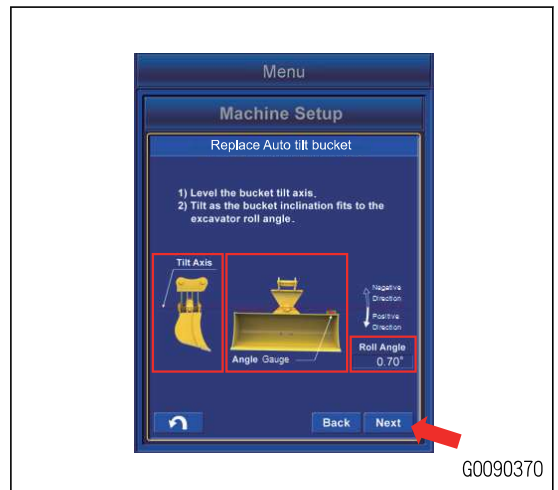 Menu
Machine Setup
Replace Auto tilt bucket
1) Level the bucket tilt axis.
2) Tilt as the bucket inclination fits to the
excavator roll angle.
Tilt Axis
Negative
Direction
Positive
Direction
Angle Gauge
Roll Angle
0.70°
Back
Next
G0090370